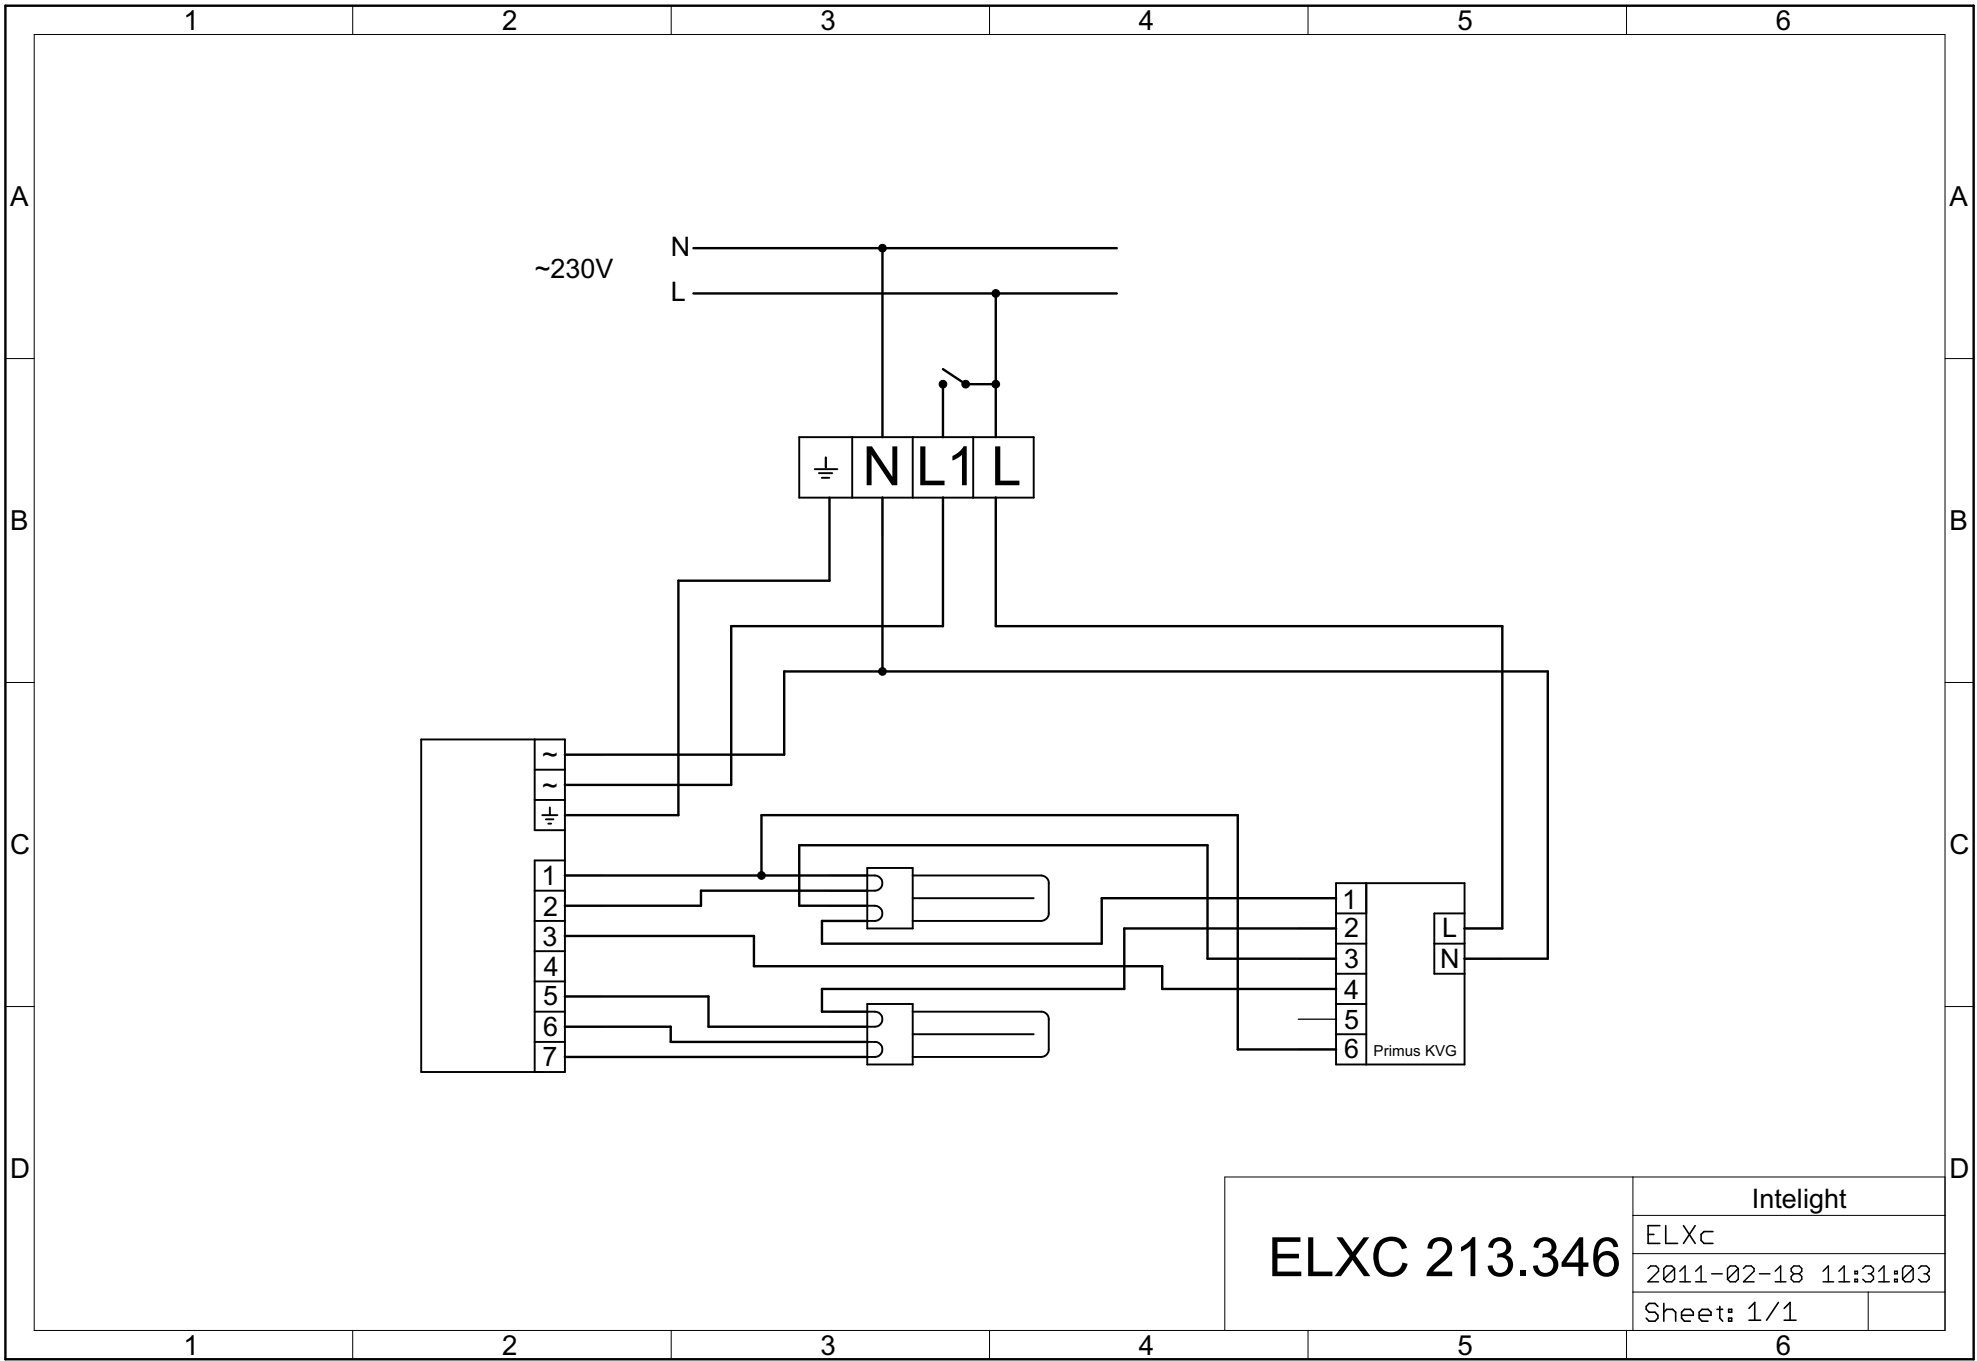 1 2 3 4 5 6
A A
N
~230V
L
N L1 L
B B
~
~
C C
1
2
3
4
5
6
7
1
2
3
4
5
6
L
N
Primus KVG
D D
ELXC 213.346
Intelight
ELXc
2011-02-18 11:31:03
Sheet: 1/1
1 2 3 4 5 6